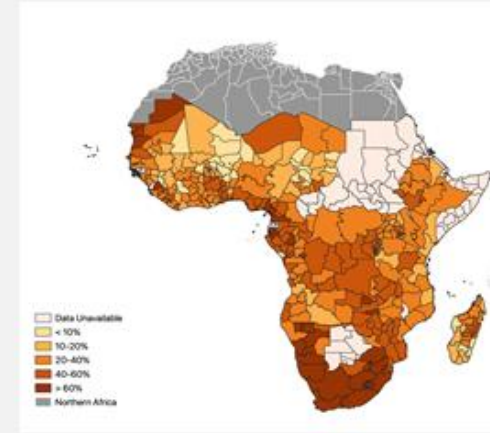 Data Unavailable
< 10%
10-20%
20-40%
40-60%
> 60%
Northern Africa